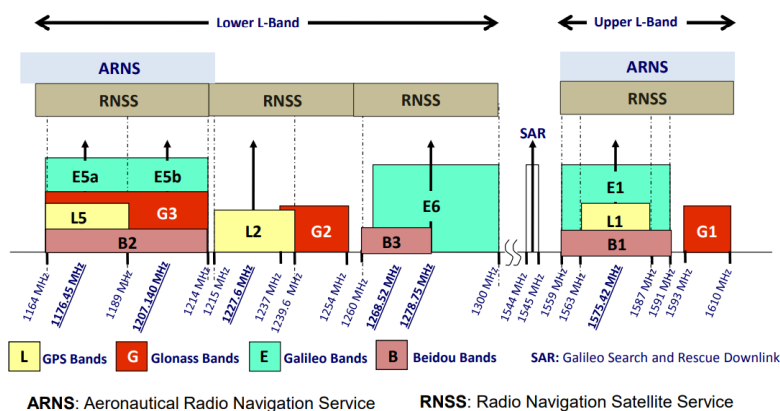 Lower L-Band Upper L-Band
ARNS ARNS
RNSS RNSS RNSS RNSS
SAR
E5a E5b E6 E1
L5 G3 L2 G2 L1 G1
B2 B3 B1
1164 MHz 1176.45 MHz 1189 MHz 1207.140 MHz 1214 MHz 1215 MHz 1227.6 MHz 1237 MHz 1239.6 MHz 1254 MHz 1260 MHz 1268.52 MHz 1278.75 MHz 1300 MHz 1544 MHz 1545 MHz 1559 MHz 1563 MHz 1575.42 MHz 1587 MHz 1591 MHz 1593 MHz 1610 MHz
L GPS Bands G Glonass Bands E Galileo Bands B Beidou Bands SAR: Galileo Search and Rescue Downlink
ARNS: Aeronautical Radio Navigation Service RNSS: Radio Navigation Satellite Service